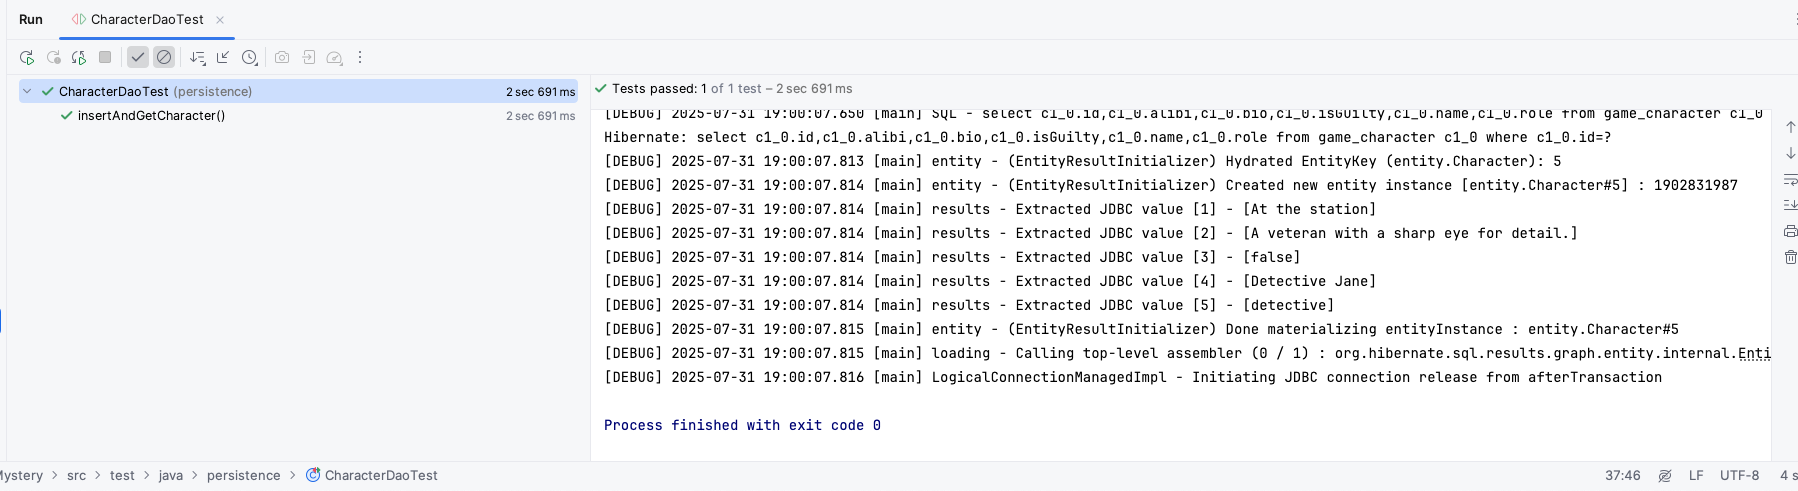 Run CharacterDaoTest
CharacterDaoTest (persistence) 2 sec 691 ms
insertAndGetCharacter() 2 sec 691 ms
Tests passed: 1 of 1 test – 2 sec 691 ms
[DEBUG] 2025-07-31 19:00:07.650 [main] SQL - select c1_0.id,c1_0.alibi,c1_0.bio,c1_0.isGuilty,c1_0.name,c1_0.role from game_character c1_0
Hibernate: select c1_0.id,c1_0.alibi,c1_0.bio,c1_0.isGuilty,c1_0.name,c1_0.role from game_character c1_0 where c1_0.id=?
[DEBUG] 2025-07-31 19:00:07.813 [main] entity - (EntityResultInitializer) Hydrated EntityKey (entity.Character): 5
[DEBUG] 2025-07-31 19:00:07.814 [main] entity - (EntityResultInitializer) Created new entity instance [entity.Character#5] : 1902831987
[DEBUG] 2025-07-31 19:00:07.814 [main] results - Extracted JDBC value [1] - [At the station]
[DEBUG] 2025-07-31 19:00:07.814 [main] results - Extracted JDBC value [2] - [A veteran with a sharp eye for detail.]
[DEBUG] 2025-07-31 19:00:07.814 [main] results - Extracted JDBC value [3] - [false]
[DEBUG] 2025-07-31 19:00:07.814 [main] results - Extracted JDBC value [4] - [Detective Jane]
[DEBUG] 2025-07-31 19:00:07.814 [main] results - Extracted JDBC value [5] - [detective]
[DEBUG] 2025-07-31 19:00:07.815 [main] entity - (EntityResultInitializer) Done materializing entityInstance : entity.Character#5
[DEBUG] 2025-07-31 19:00:07.815 [main] loading - Calling top-level assembler (0 / 1) : org.hibernate.sql.results.graph.entity.internal.Enti
[DEBUG] 2025-07-31 19:00:07.816 [main] LogicalConnectionManagedImpl - Initiating JDBC connection release from afterTransaction
Process finished with exit code 0
Mystery > src > test > java > persistence > CharacterDaoTest 37:46 LF UTF-8 4 s